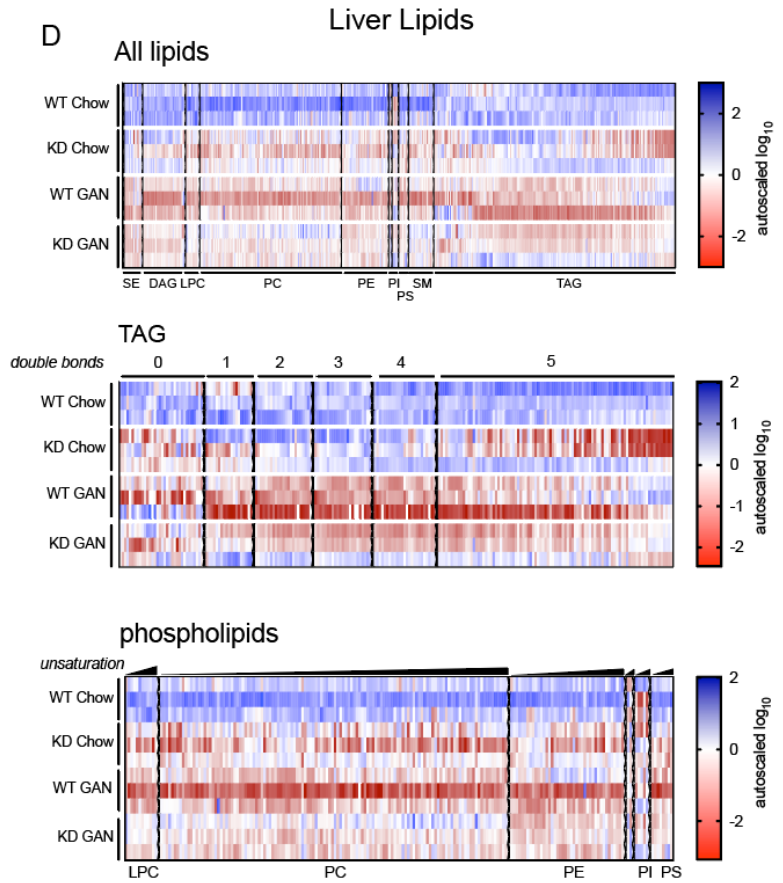 Liver Lipids
D
All lipids
WT Chow
KD Chow
WT GAN
KD GAN
2
0
-2
autoscaled log10
SE DAG LPC PC PE PI PS SM TAG
TAG
double bonds 0 1 2 3 4 5
WT Chow
KD Chow
WT GAN
KD GAN
2
1
0
-1
-2
autoscaled log10
phospholipids
unsaturation
WT Chow
KD Chow
WT GAN
KD GAN
2
0
-2
autoscaled log10
LPC PC PE PI PS